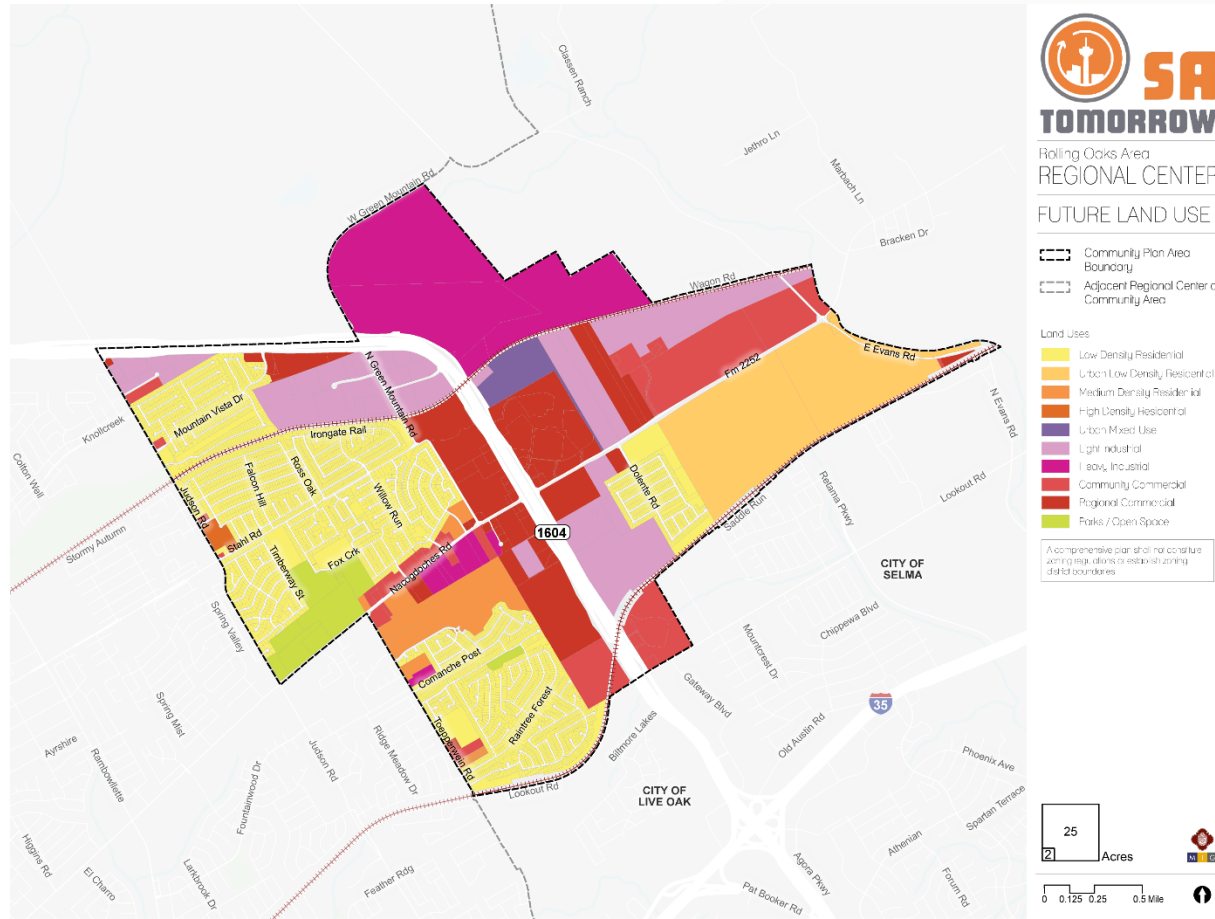 SA
TOMORROW
Rolling Oaks Area
REGIONAL CENTER
FUTURE LAND USE
Community Plan Area
Boundary
Adjacent Regional Center o
Community Area
Land Uses
Low Density Residential
Urban Low Density Residential
Medium Density Residential
High Density Residential
Urban Mixed Use
Light Industrial
Heavy Industrial
Community Commercial
Regional Commercial
Parks / Open Space
A comprehensive plan shall not constitute
zoning regulations or establish zoning
district boundaries
25
2
Acres
M I G
0 0.125 0.25 0.5 Mile
Classen Ranch
Jethro Ln
Marbach Ln
Bracken Dr
W Green Mountain Rd
Wagon Rd
E Evans Rd
Fm 2252
N Evans Rd
N Green Mountain Rd
Knollcreek
Mountain Vista Dr
Irongate Rail
Colton Well
Falcon Hill
Ross Oak
Willow Run
Dolente Rd
Judson Rd
Stahl Rd
Saddle Run
Retama Pkwy
Lookout Rd
1604
Stormy Autumn
Timberway St
Fox Crk
Nacogdoches Rd
CITY OF
SELMA
Spring Valley
Chippewa Blvd
Mountcrest Dr
Comanche Post
Raintree Forest
Gateway Blvd
35
Spring Mist
Toepperwein Rd
Biltmore Lakes
Old Austin Rd
Ayrshire
Rambowllette
Judson Rd
Ridge Meadow Dr
Phoenix Ave
Fountainwood Dr
Lookout Rd
CITY OF
LIVE OAK
Spartan Terrace
Athenian
Higgins Rd
El Charro
Larkbrook Dr
Feather Rdg
Agora Pkwy
Pat Booker Rd
Forum Rd